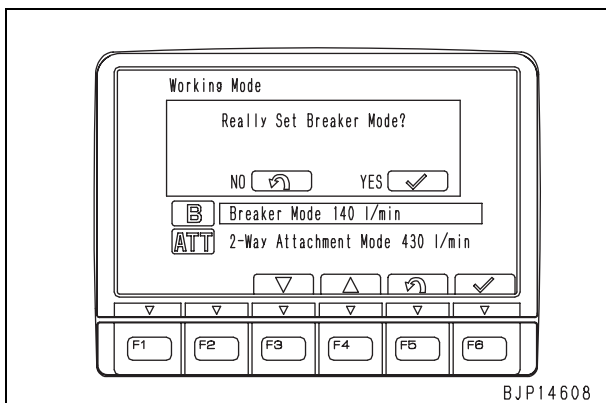 Working Mode
Really Set Breaker Mode?
NO YES
B Breaker Mode 140 l/min
ATT 2-Way Attachment Mode 430 l/min
F1 F2 F3 F4 F5 F6
BJP14608